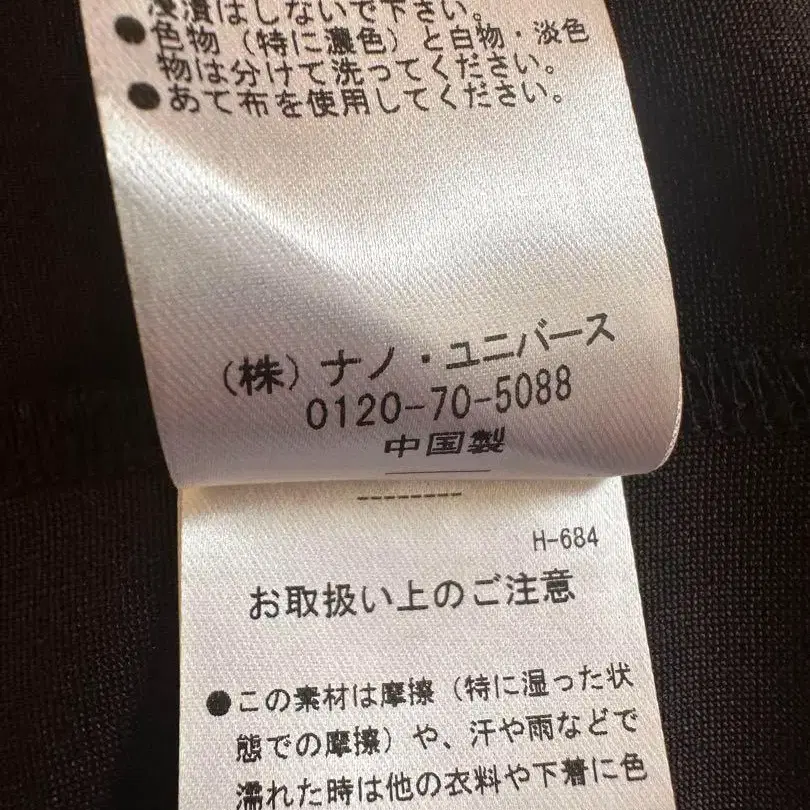 浸漬はしないで下さい。
●色物（特に濃色）と白物・淡色
物は分けて洗ってください。
●あて布を使用してください。
（株）ナノ・ユニバース
0120-70-5088
中国製
H-684
お取扱い上のご注意
●この素材は摩擦（特に湿った状
態での摩擦）や、汗や雨などで
濡れた時は他の衣料や下着に色